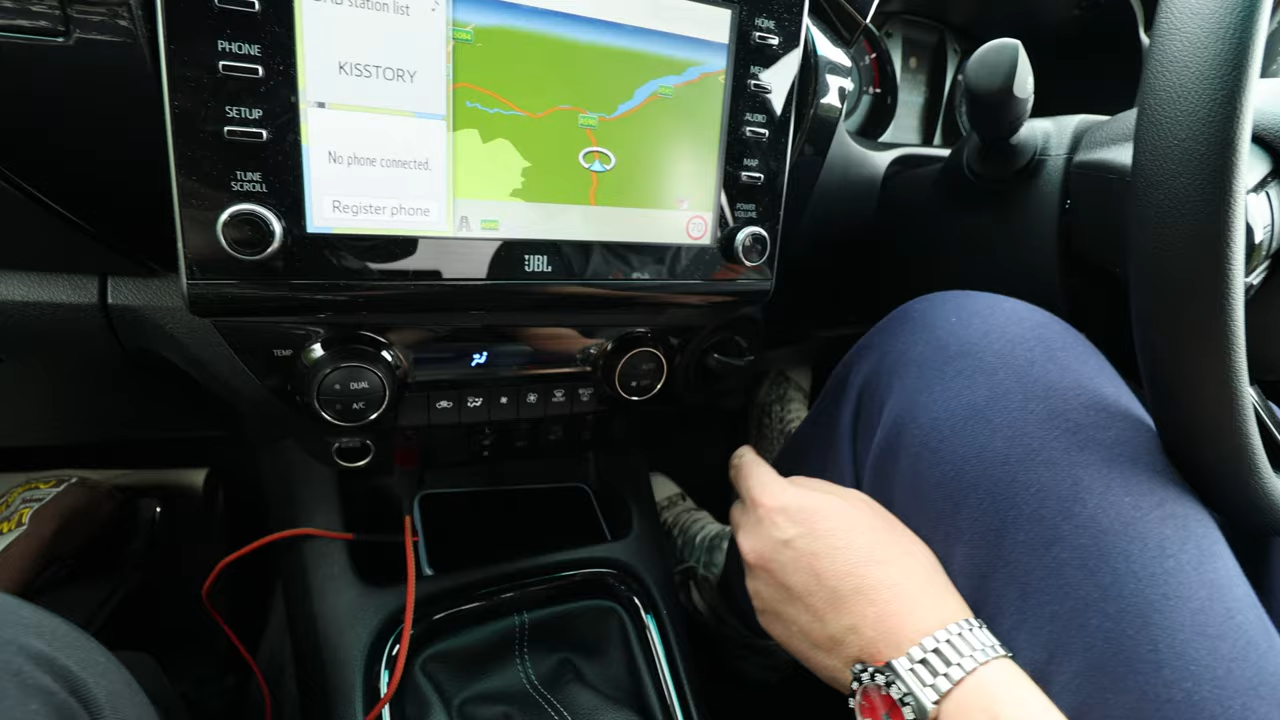 DAB station list
KISSTORY
No phone connected.
Register phone
PHONE
SETUP
TUNE
SCROLL
HOME
MENU
AUDIO
MAP
POWER
VOLUME
70
JBL
TEMP
DUAL
A/C